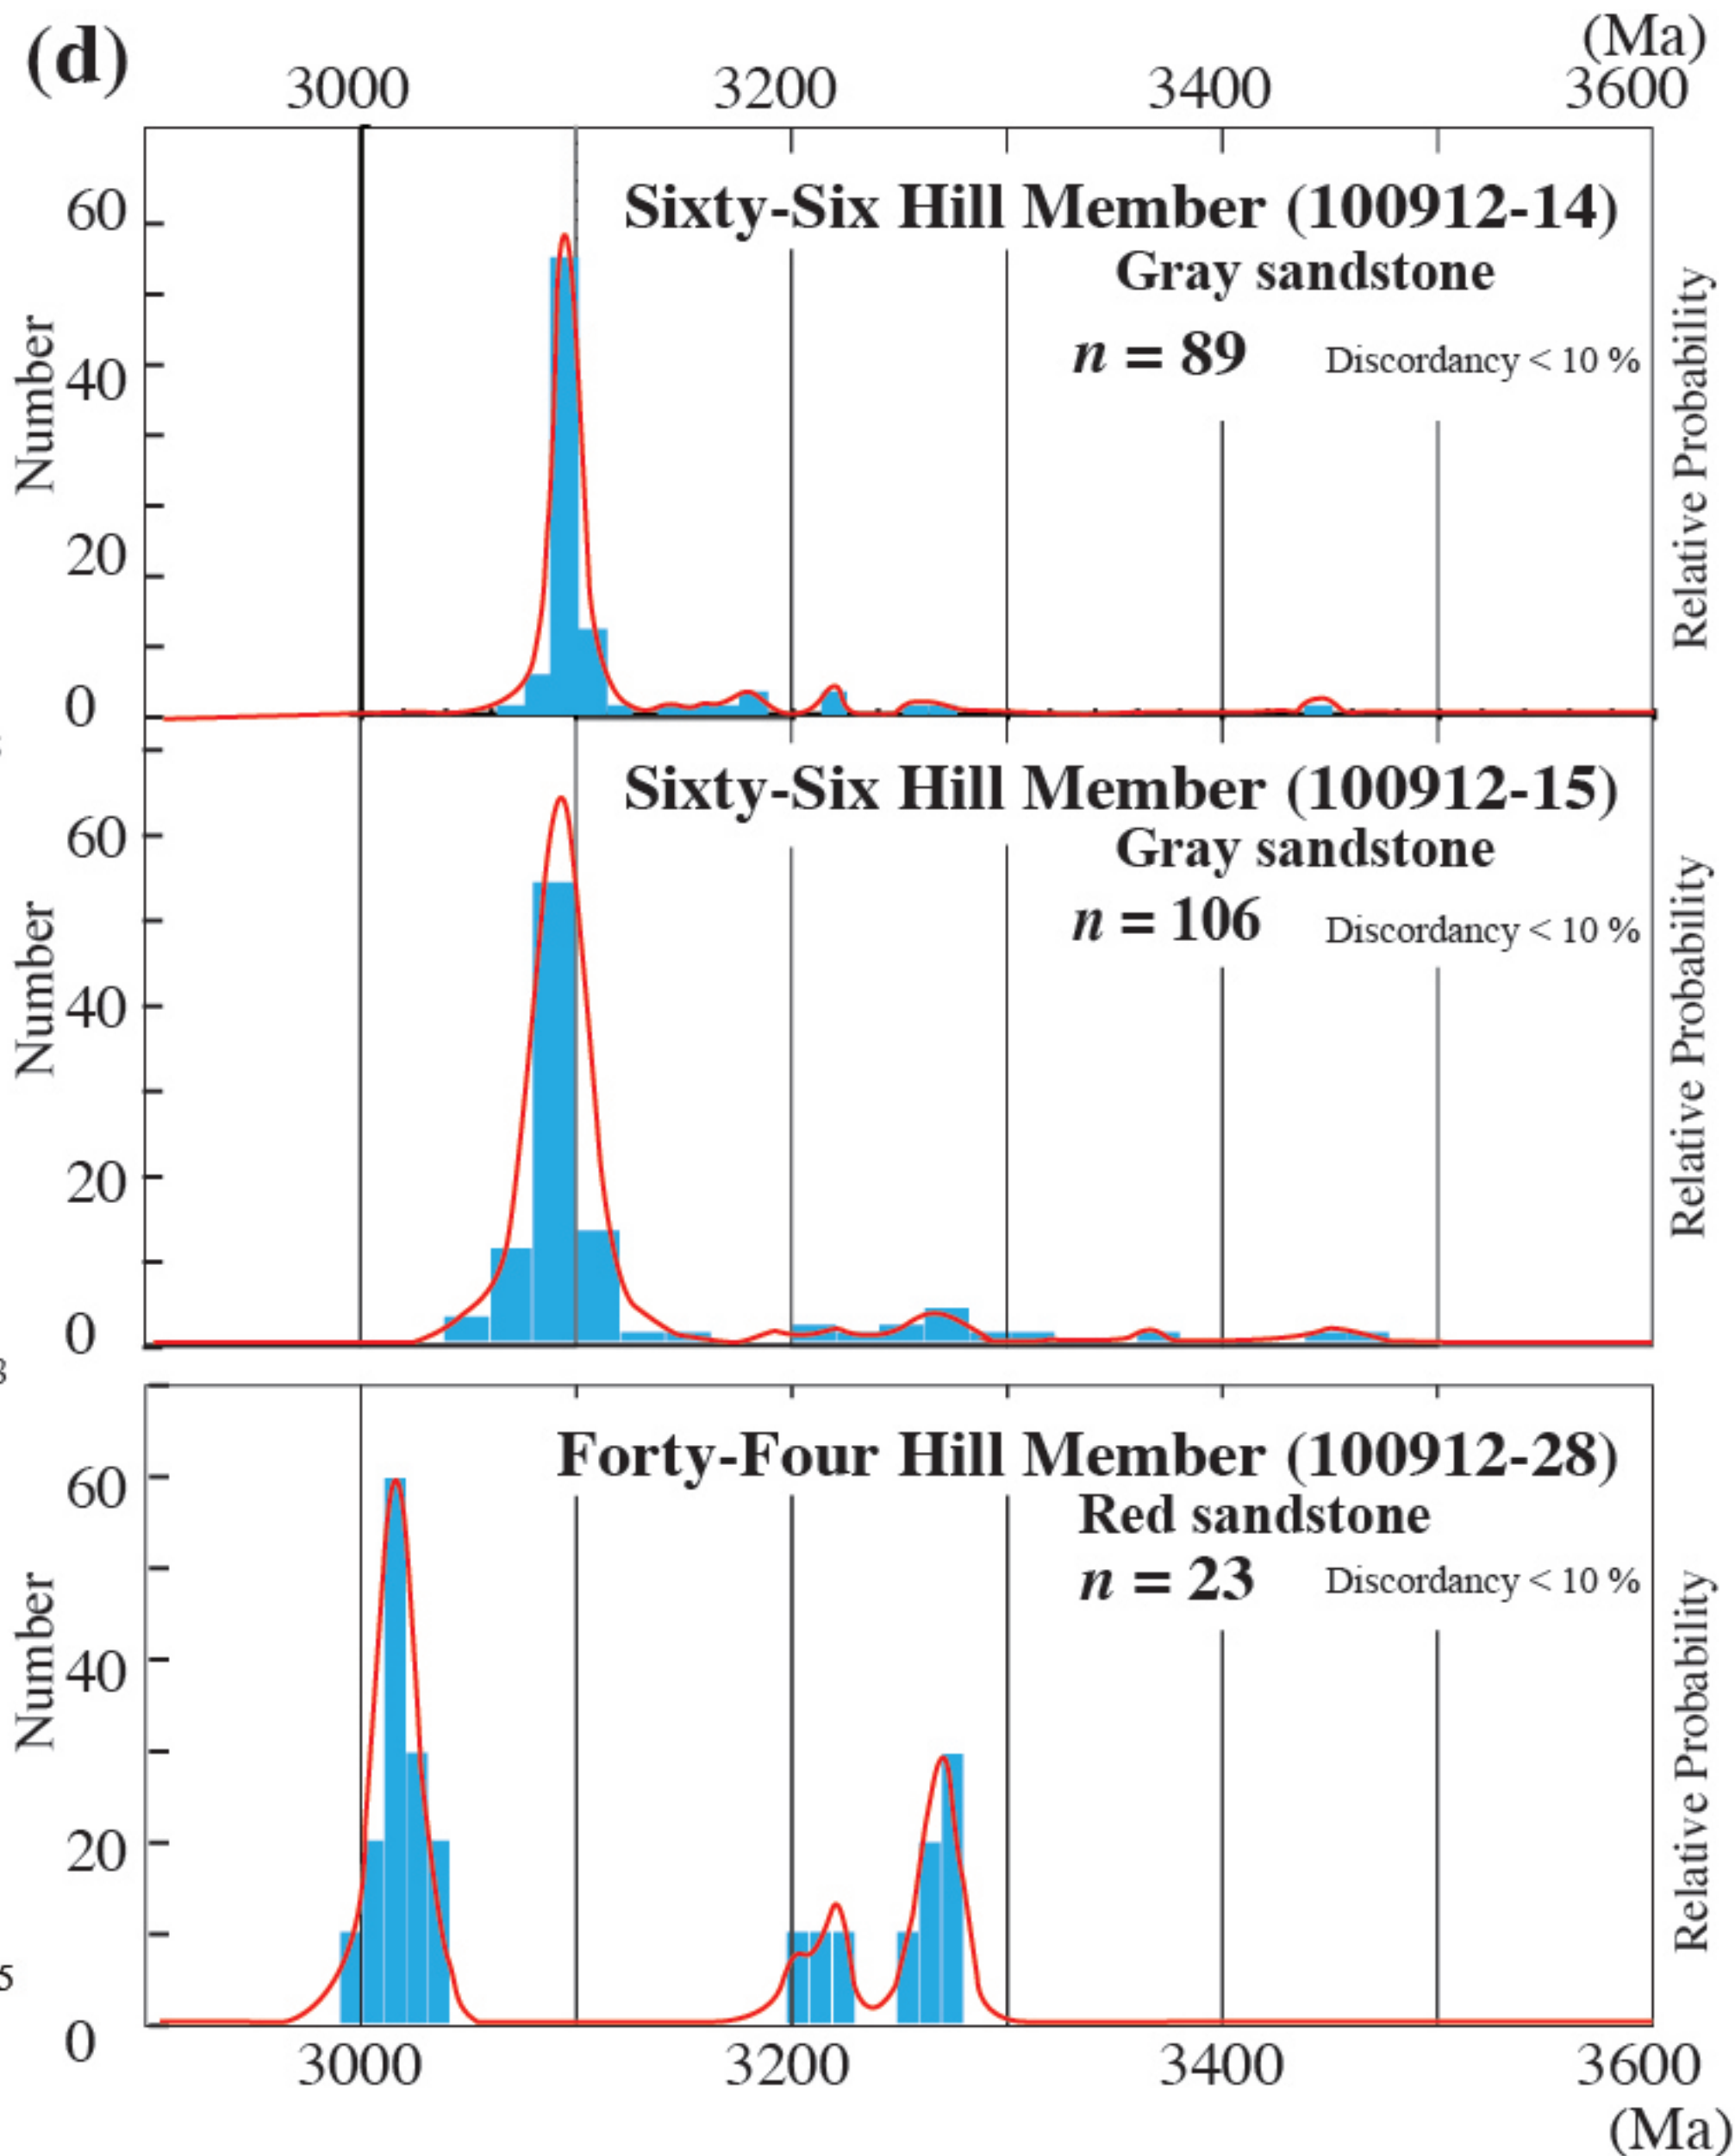 (d)
(Ma)
3000 3200 3400 3600
Sixty-Six Hill Member (100912-14)
Gray sandstone
n = 89 Discordancy < 10 %
60
40
20
0
Number
Relative Probability
Sixty-Six Hill Member (100912-15)
Gray sandstone
n = 106 Discordancy < 10 %
60
40
20
0
Number
Relative Probability
Forty-Four Hill Member (100912-28)
Red sandstone
n = 23 Discordancy < 10 %
60
40
20
0
Number
Relative Probability
3000 3200 3400 3600
(Ma)
5